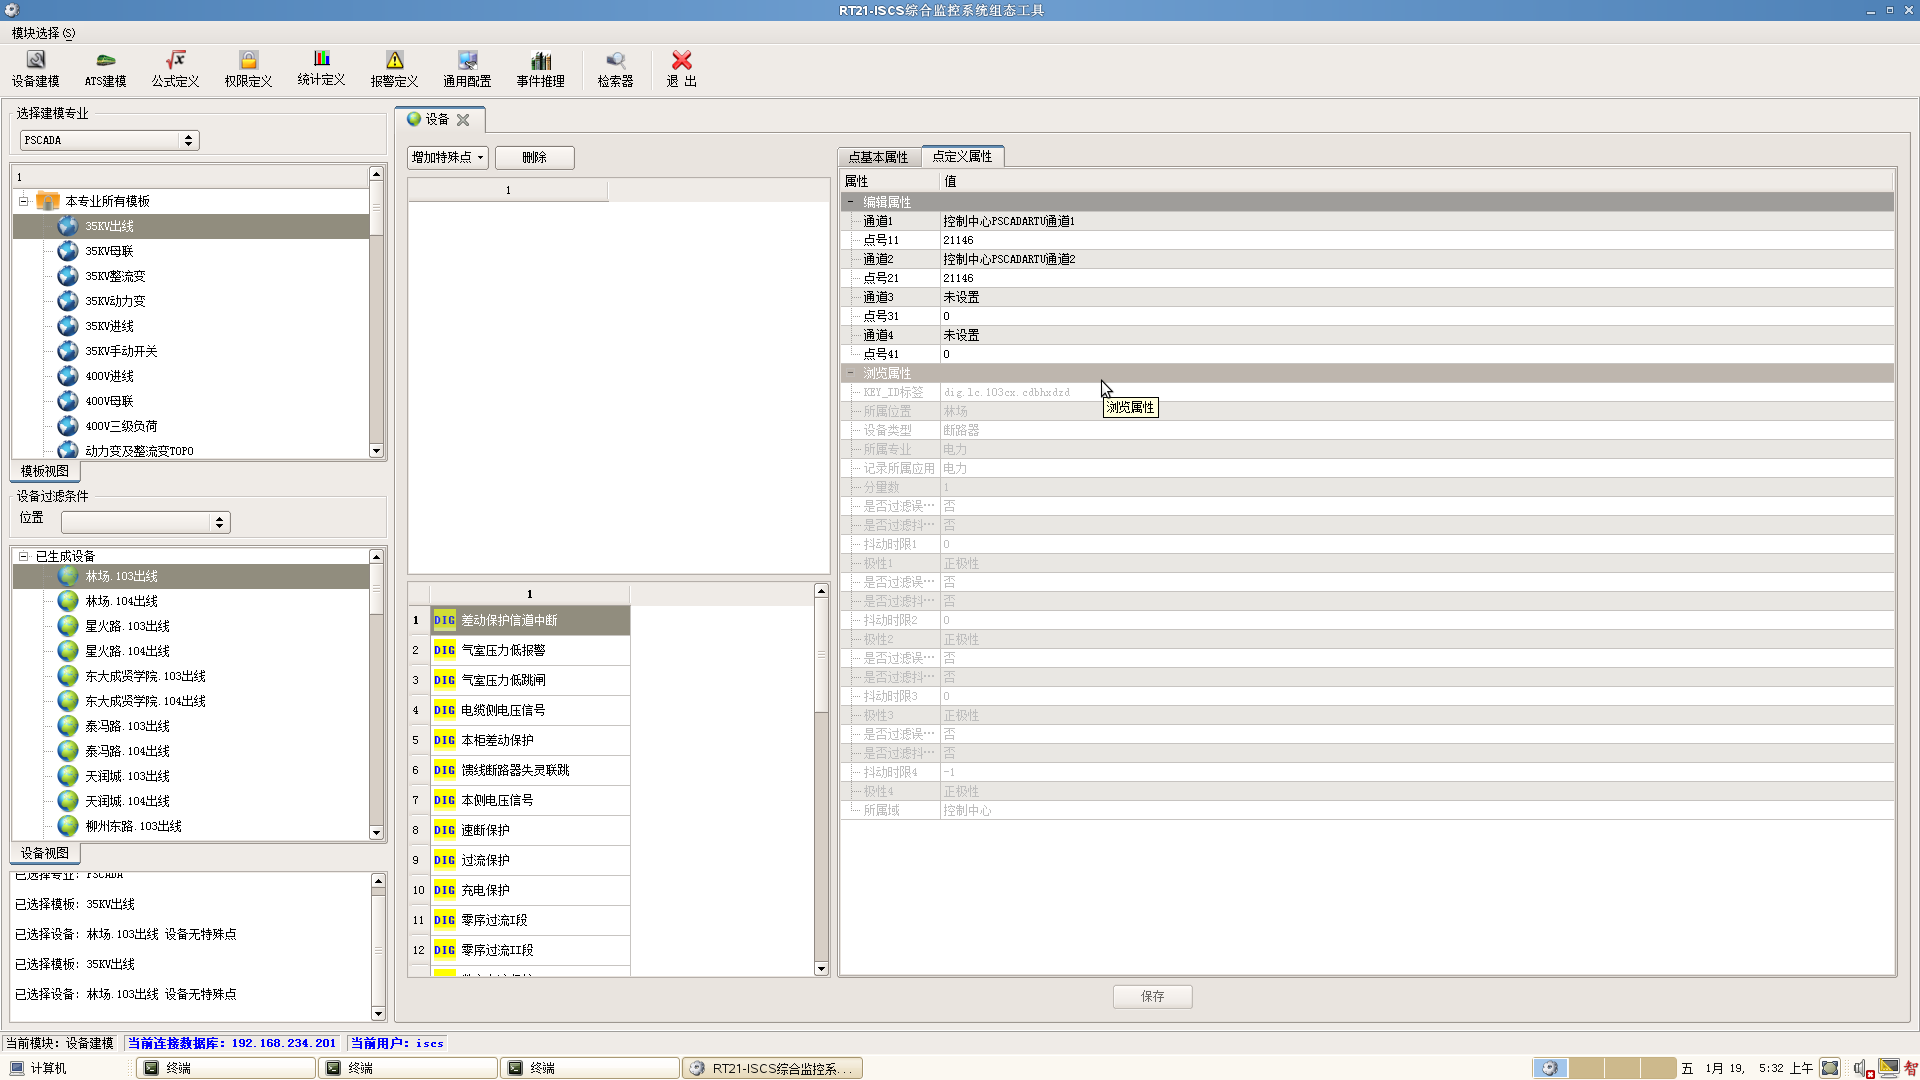 RT21-ISCS综合监控系统组态工具
模块选择(S)
设备建模
ATS建模
公式定义
权限定义
统计定义
报警定义
通用配置
事件推理
检索器
退 出
选择建模专业
PSCADA
1
本专业所有模板
35KV出线
35KV母联
35KV整流变
35KV动力变
35KV进线
35KV手动开关
400V进线
400V母联
400V三级负荷
动力变及整流变TOPO
模板视图
设备过滤条件
位置
已生成设备
林场.103出线
林场.104出线
星火路.103出线
星火路.104出线
东大成贤学院.103出线
东大成贤学院.104出线
泰冯路.103出线
泰冯路.104出线
天润城.103出线
天润城.104出线
柳州东路.103出线
设备视图
已选择专业: PSCADA
已选择模板: 35KV出线
已选择设备: 林场.103出线 设备无特殊点
已选择模板: 35KV出线
已选择设备: 林场.103出线 设备无特殊点
设备
增加特殊点
删除
1
1
1 DIG 差动保护信道中断
2 DIG 气室压力低报警
3 DIG 气室压力低跳闸
4 DIG 电缆侧电压信号
5 DIG 本柜差动保护
6 DIG 馈线断路器失灵联跳
7 DIG 本侧电压信号
8 DIG 速断保护
9 DIG 过流保护
10 DIG 充电保护
11 DIG 零序过流I段
12 DIG 零序过流II段
点基本属性
点定义属性
属性 值
编辑属性
通道1 控制中心PSCADARTU通道1
点号11 21146
通道2 控制中心PSCADARTU通道2
点号21 21146
通道3 未设置
点号31 0
通道4 未设置
点号41 0
浏览属性
KEY_ID标签 dig.lc.103cx.cdbhxdzd
浏览属性
所属位置 林场
设备类型 断路器
所属专业 电力
记录所属应用 电力
分量数 1
是否过滤误… 否
是否过滤抖… 否
抖动时限1 0
极性1 正极性
是否过滤误… 否
是否过滤抖… 否
抖动时限2 0
极性2 正极性
是否过滤误… 否
是否过滤抖… 否
抖动时限3 0
极性3 正极性
是否过滤误… 否
是否过滤抖… 否
抖动时限4 -1
极性4 正极性
所属域 控制中心
保存
当前模块: 设备建模
当前连接数据库: 192.168.234.201
当前用户: iscs
计算机
终端
终端
终端
RT21-ISCS综合监控系...
五 1月 19, 5:32 上午
智